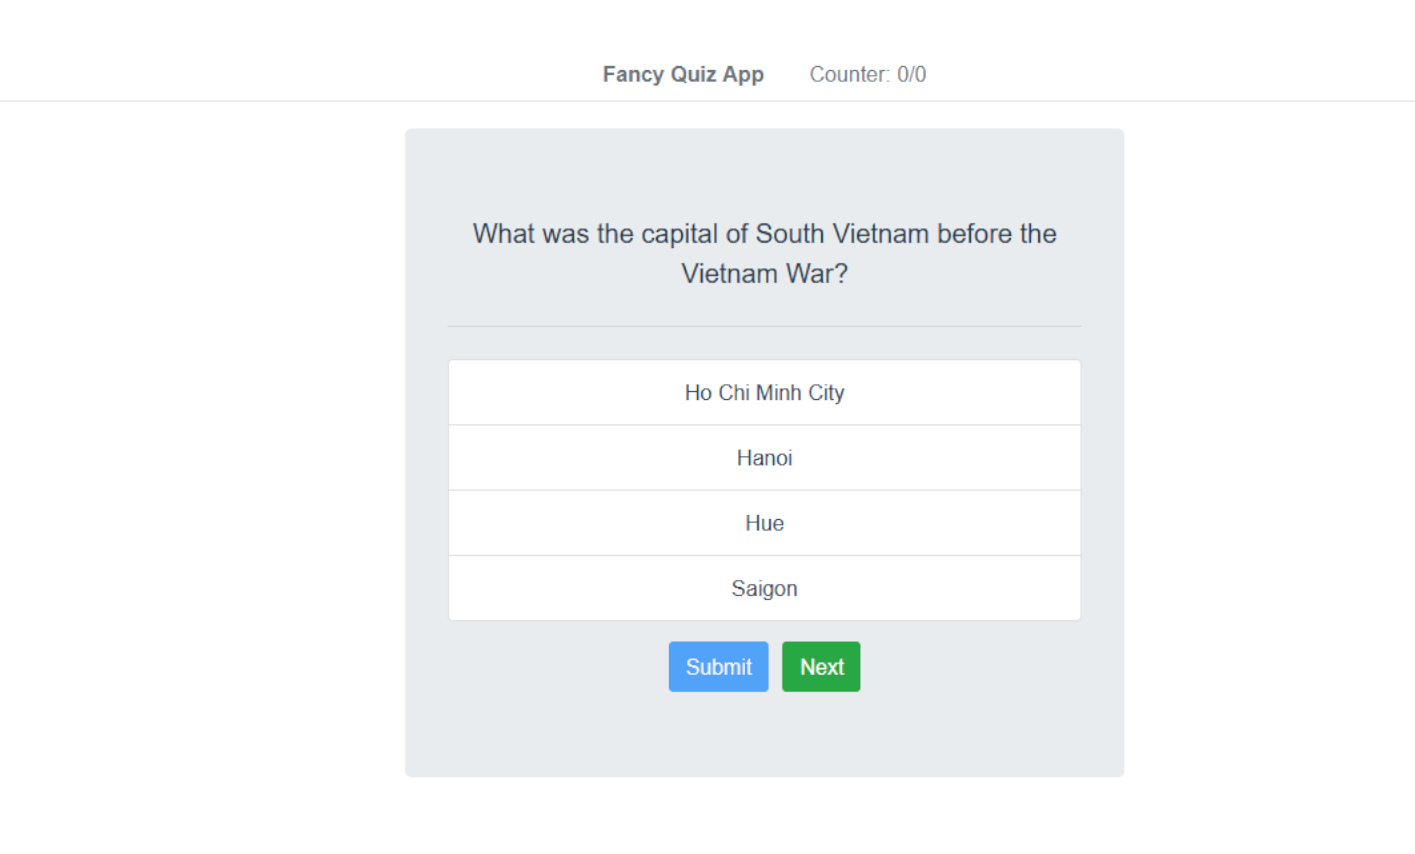 Fancy Quiz App Counter: 0/0
What was the capital of South Vietnam before the
Vietnam War?
Ho Chi Minh City
Hanoi
Hue
Saigon
Submit Next